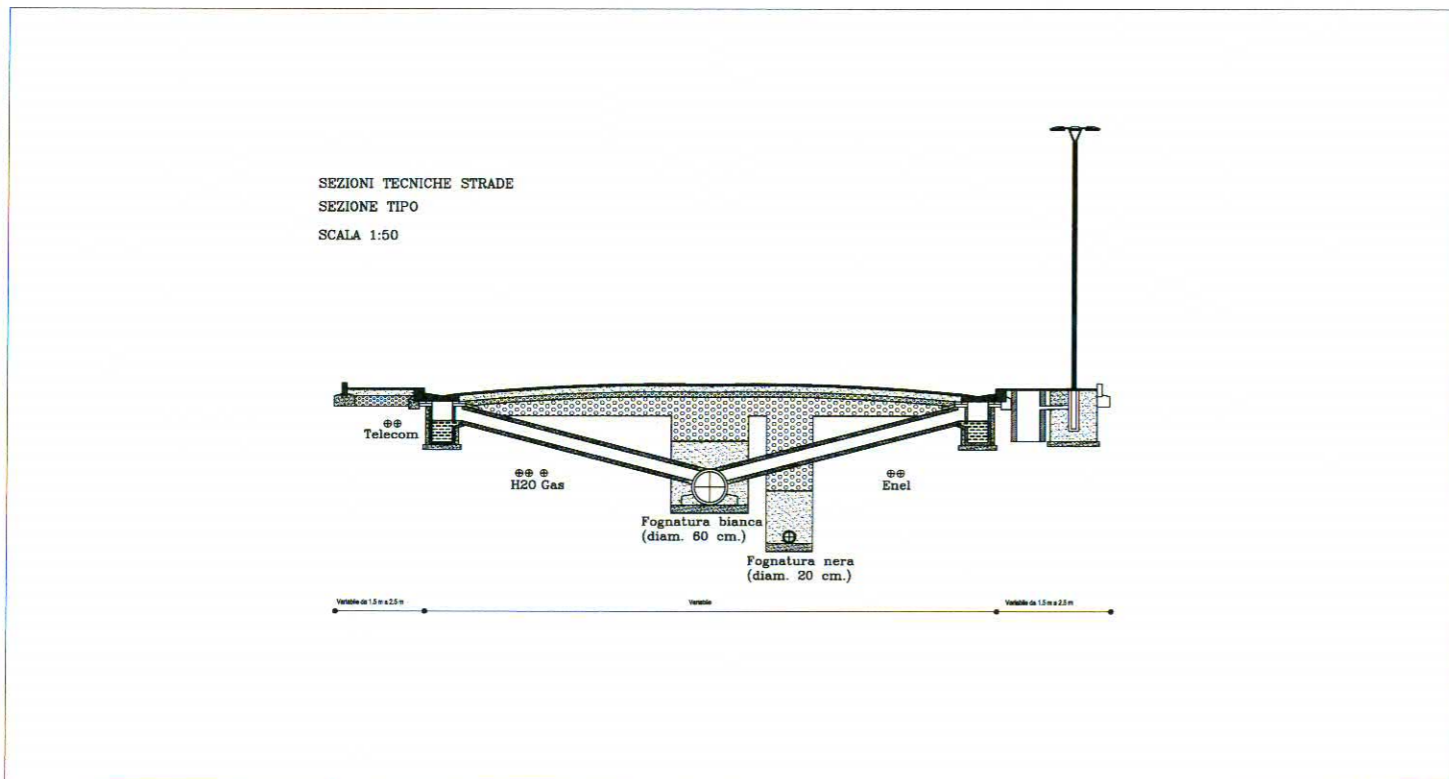 SEZIONI TECNICHE STRADE
SEZIONE TIPO
SCALA 1:50
Telecom
H2O Gas
Enel
Fognatura bianca
(diam. 60 cm.)
Fognatura nera
(diam. 20 cm.)
Variabile da 1,5 m a 2,5 m
Variabile
Variabile da 1,5 m a 2,5 m